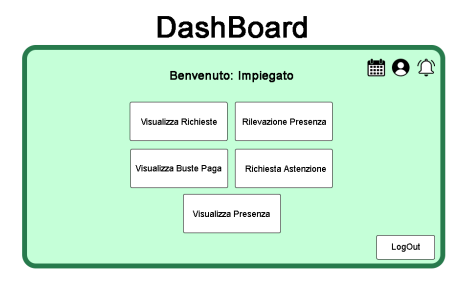 DashBoard
Benvenuto: Impiegato
Visualizza Richieste
Rilevazione Presenza
Visualizza Buste Paga
Richiesta Astenzione
Visualizza Presenza
LogOut